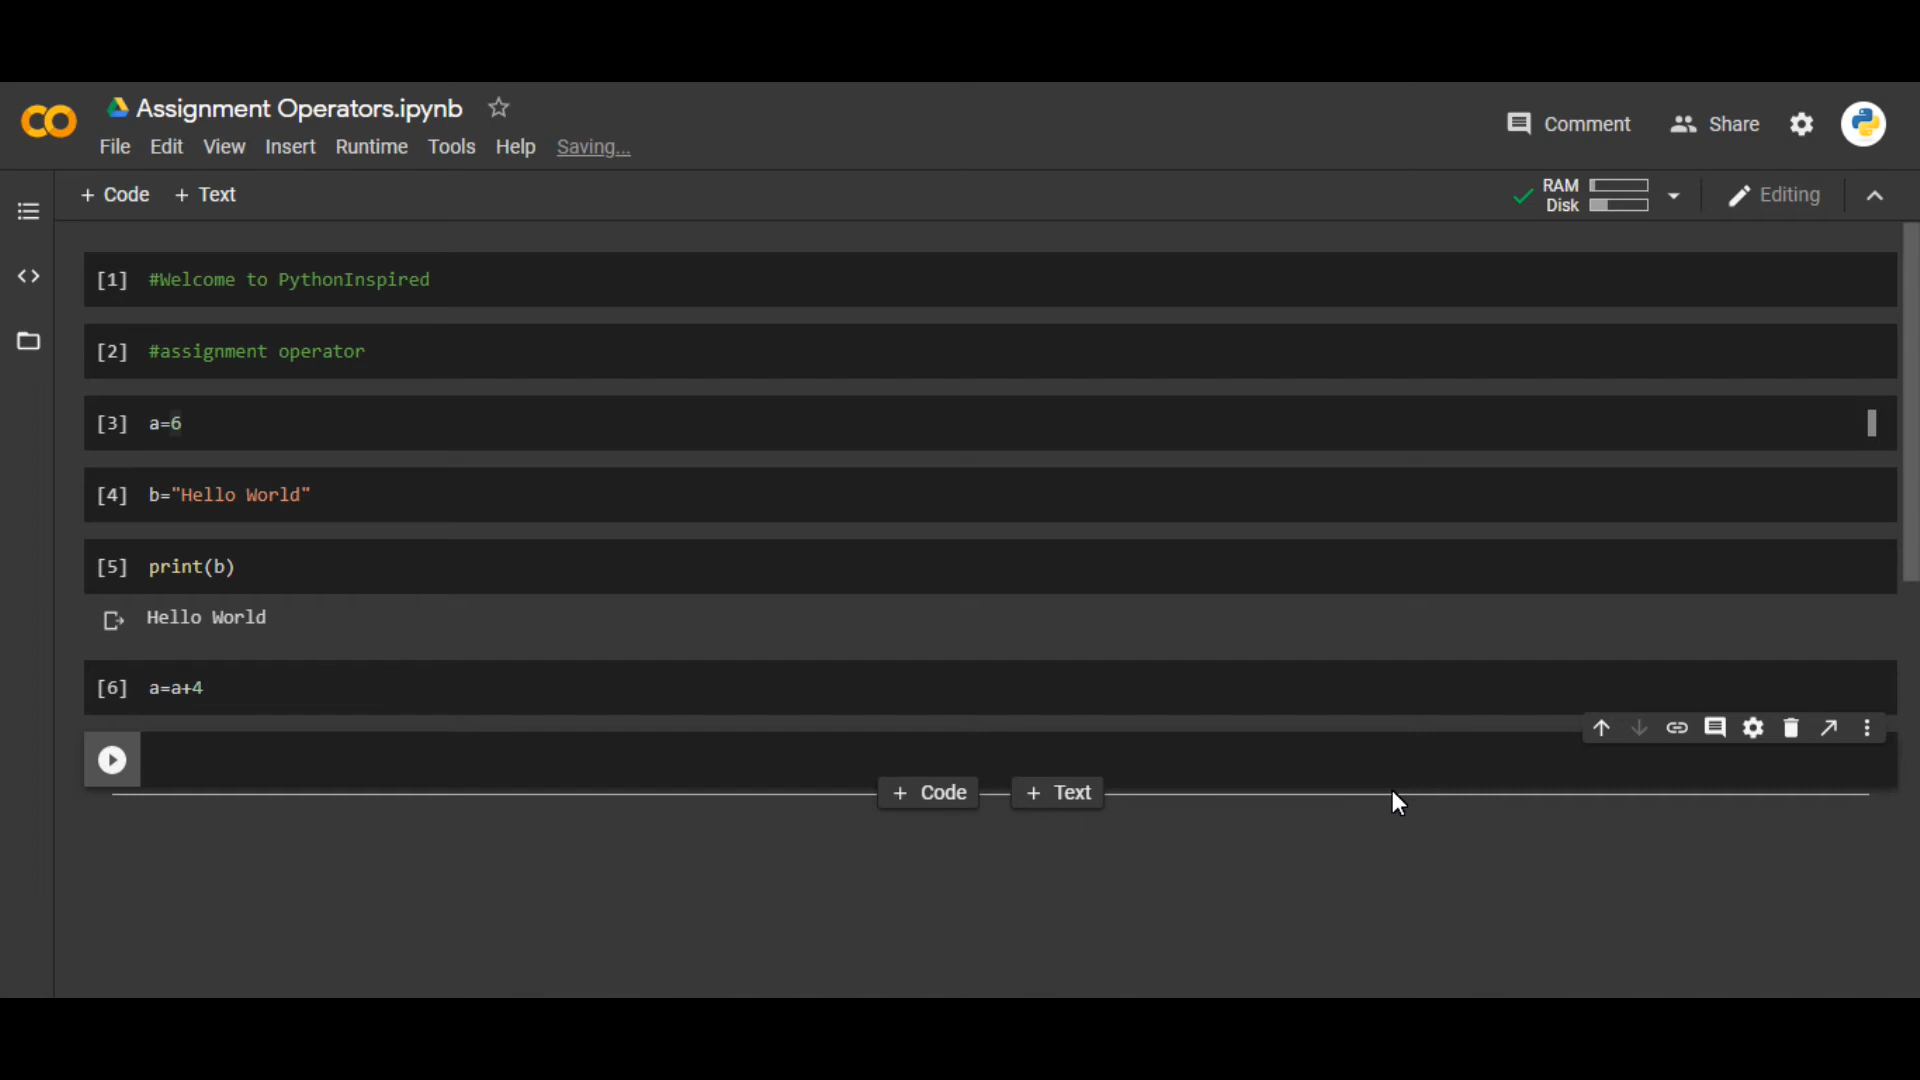 Assignment Operators.ipynb
File Edit View Insert Runtime Tools Help Saving...
Comment Share
+ Code + Text
RAM
Disk
Editing
[1] #Welcome to PythonInspired
[2] #assignment operator
[3] a=6
[4] b="Hello World"
[5] print(b)
Hello World
[6] a=a+4
+ Code + Text